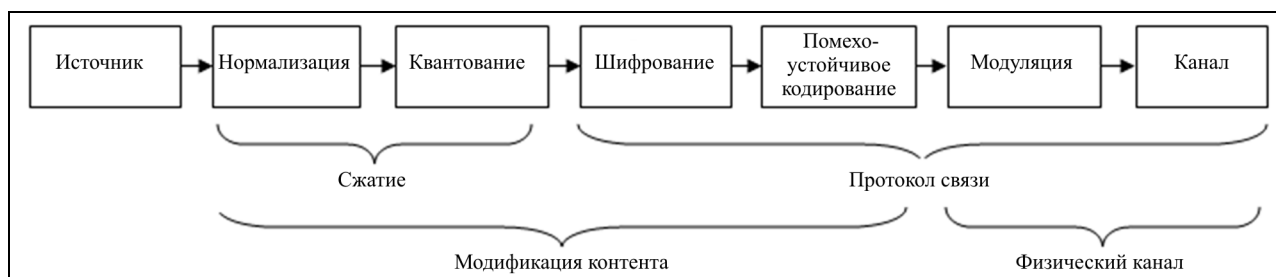 Источник
Нормализация
Квантование
Шифрование
Помехо-
устойчивое
кодирование
Модуляция
Канал
Сжатие
Протокол связи
Модификация контента
Физический канал